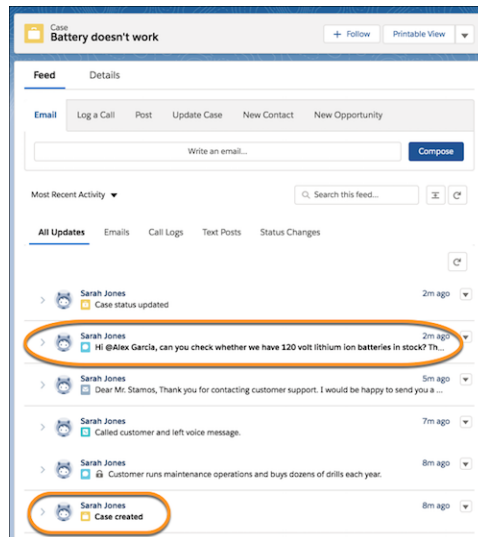 Case
Battery doesn't work
+ Follow
Printable View
Feed
Details
Email
Log a Call
Post
Update Case
New Contact
New Opportunity
Write an email...
Compose
Most Recent Activity
Search this feed...
All Updates
Emails
Call Logs
Text Posts
Status Changes
Sarah Jones
2m ago
Case status updated
Sarah Jones
2m ago
Hi @Alex Garcia, can you check whether we have 120 volt lithium ion batteries in stock? Th...
Sarah Jones
5m ago
Dear Mr. Stamos, Thank you for contacting customer support. I would be happy to send you a ...
Sarah Jones
7m ago
Called customer and left voice message.
Sarah Jones
8m ago
Customer runs maintenance operations and buys dozens of drills each year.
Sarah Jones
8m ago
Case created